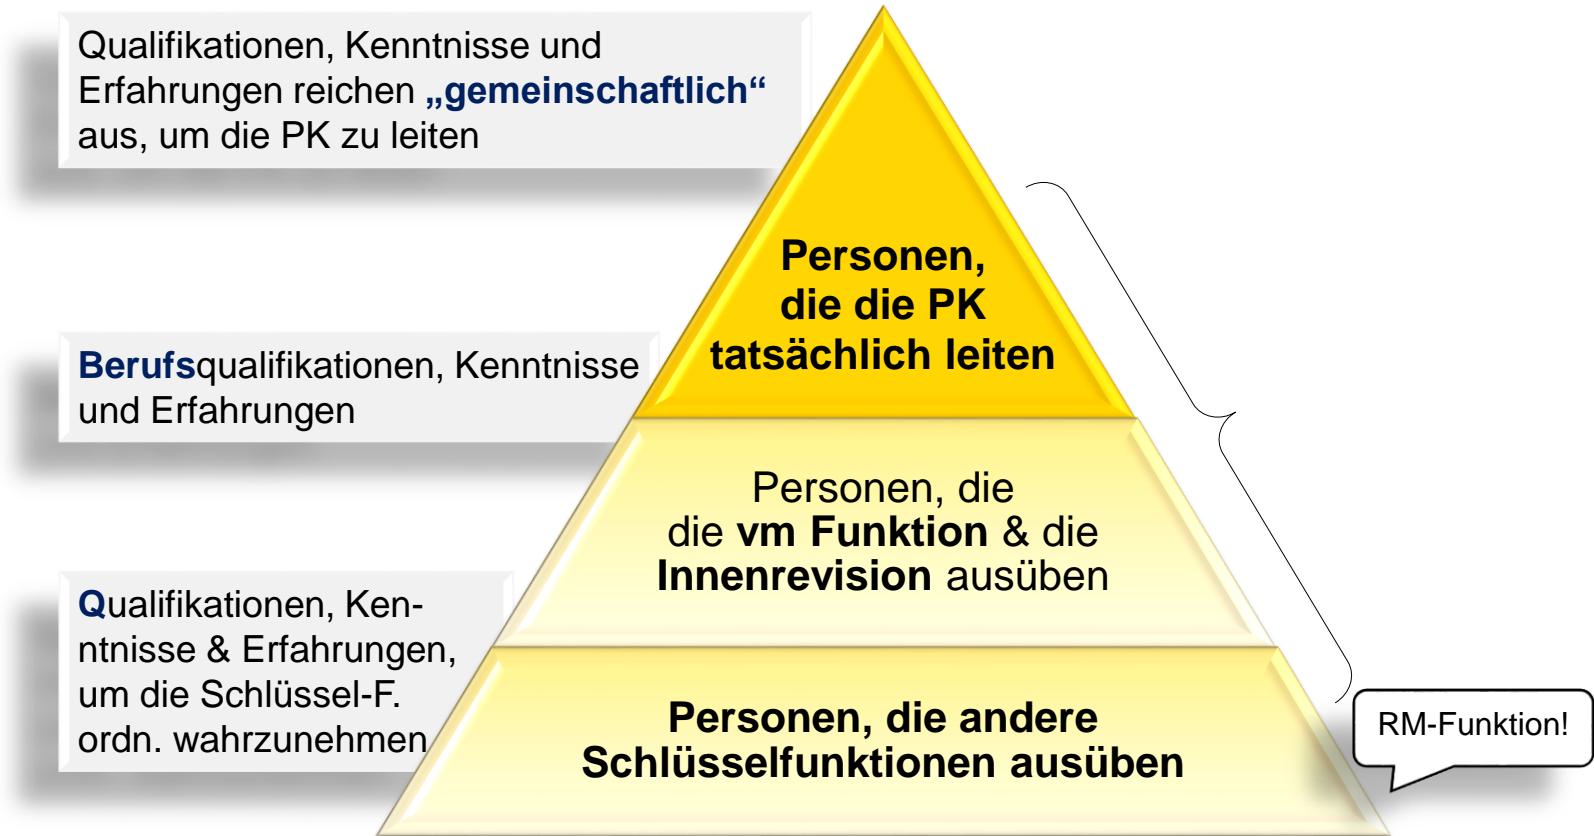 Qualifikationen, Kenntnisse und
Erfahrungen reichen „gemeinschaftlich“
aus, um die PK zu leiten
Personen,
die die PK
tatsächlich leiten
Berufsqualifikationen, Kenntnisse
und Erfahrungen
Personen, die
die vm Funktion & die
Innenrevision ausüben
Qualifikationen, Ken-
ntnisse & Erfahrungen,
um die Schlüssel-F.
ordn. wahrzunehmen
Personen, die andere
Schlüsselfunktionen ausüben
RM-Funktion!